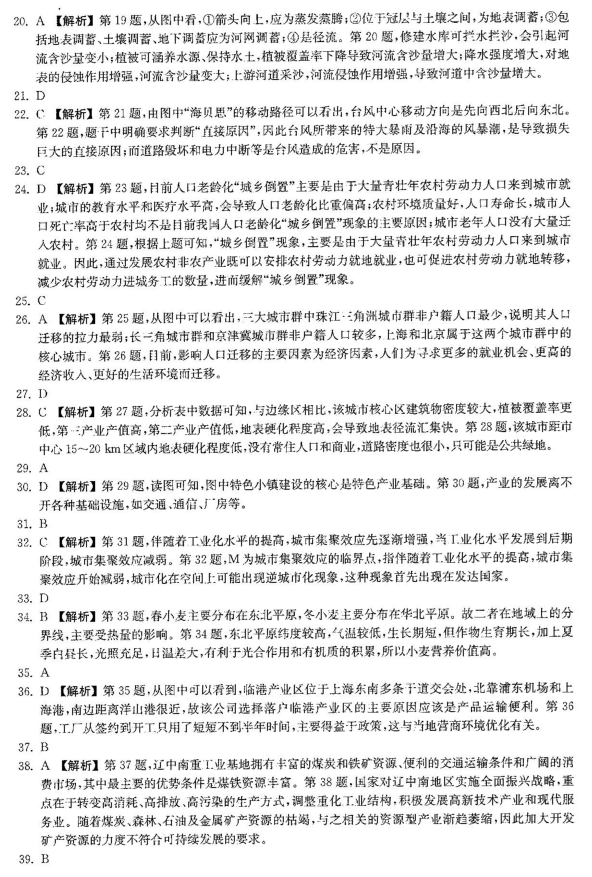 20. A 【解析】第19题,从图中看,①箭头向上,应为蒸发蒸腾;②位于冠层与土壤之间,为地表调蓄;③包
括地表调蓄、土壤调蓄、地下调蓄应为河网调蓄;④是径流。第20题,修建水库可拦水拦沙,会引起河
流含沙量变小;植被可涵养水源、保持水土,植被覆盖率下降导致河流含沙量增大;降水强度增大,对地
表的侵蚀作用增强,河流含沙量变大;上游河道采沙,河流侵蚀作用增强,导致河道中含沙量增大。
21. D
22. C 【解析】第21题,由图中“海贝思”的移动路径可以看出,台风中心移动方向是先向西北后向东北。
第22题,题干中明确要求判断“直接原因”,因此台风所带来的特大暴雨及沿海的风暴潮,是导致损失
巨大的直接原因;而道路毁坏和电力中断等是台风造成的危害,不是原因。
23. C
24. D 【解析】第23题,目前人口老龄化“城乡倒置”主要是由于大量青壮年农村劳动力人口来到城市就
业;城市的教育水平和医疗水平高,会导致人口老龄化比重偏高;农村环境质量好,人口寿命长,城市人
口死亡率高于农村均不是目前我国人口老龄化“城乡倒置”现象的主要原因;城市老年人口没有大量迁
入农村。第24题,根据上题可知,“城乡倒置”现象,主要是由于大量青壮年农村劳动力人口来到城市
就业。因此,通过发展农村非农产业既可以安排农村劳动力就地就业,也可促进农村劳动力就地转移,
减少农村劳动力进城务工的数量,进而缓解“城乡倒置”现象。
25. C
26. A 【解析】第25题,从图中可以看出,三大城市群中珠江三角洲城市群非户籍人口最少,说明其人口
迁移的拉力最弱;长三角城市群和京津冀城市群非户籍人口较多,上海和北京属于这两个城市群中的
核心城市。第26题,目前,影响人口迁移的主要因素为经济因素,人们为寻求更多的就业机会、更高的
经济收入、更好的生活环境而迁移。
27. D
28. C 【解析】第27题,分析表中数据可知,与边缘区相比,该城市核心区建筑物密度较大,植被覆盖率更
低,第三产业产值高,第二产业产值低,地表硬化程度高,会导致地表径流汇集快。第28题,该城市距市
中心15~20 km区域内地表硬化程度低,没有常住人口和商业,道路密度也很小,只可能是公共绿地。
29. A
30. D 【解析】第29题,读图可知,图中特色小镇建设的核心是特色产业基础。第30题,产业的发展离不
开各种基础设施,如交通、通信、厂房等。
31. B
32. C 【解析】第31题,伴随着工业化水平的提高,城市集聚效应先逐渐增强,当工业化水平发展到后期
阶段,城市集聚效应减弱。第32题,M为城市集聚效应的临界点,指伴随着工业化水平的提高,城市集
聚效应开始减弱,城市化在空间上可能出现逆城市化现象,这种现象首先出现在发达国家。
33. D
34. B 【解析】第33题,春小麦主要分布在东北平原,冬小麦主要分布在华北平原。故二者在地域上的分
界线,主要受热量的影响。第34题,东北平原纬度较高,气温较低,生长期短,但作物生育期长,加上夏
季白昼长,光照充足,日温差大,有利于光合作用和有机质的积累,所以小麦营养价值高。
35. A
36. D 【解析】第35题,从图中可以看到,临港产业区位于上海东南多条干道交会处,北靠浦东机场和上
海港,南边距离洋山港很近,故该公司选择落户临港产业区的主要原因应该是产品运输便利。第36
题,工厂从签约到开工只用了短短不到半年时间,主要得益于政策,这与当地营商环境优化有关。
37. B
38. A 【解析】第37题,辽中南重工业基地拥有丰富的煤炭和铁矿资源、便利的交通运输条件和广阔的消
费市场,其中最主要的优势条件是煤铁资源丰富。第38题,国家对辽中南地区实施全面振兴战略,重
点在于转变高消耗、高排放、高污染的生产方式,调整重化工业结构,积极发展高新技术产业和现代服
务业。随着煤炭、森林、石油及金属矿产资源的枯竭,与之相关的资源型产业渐趋萎缩,因此加大开发
矿产资源的力度不符合可持续发展的要求。
39. B